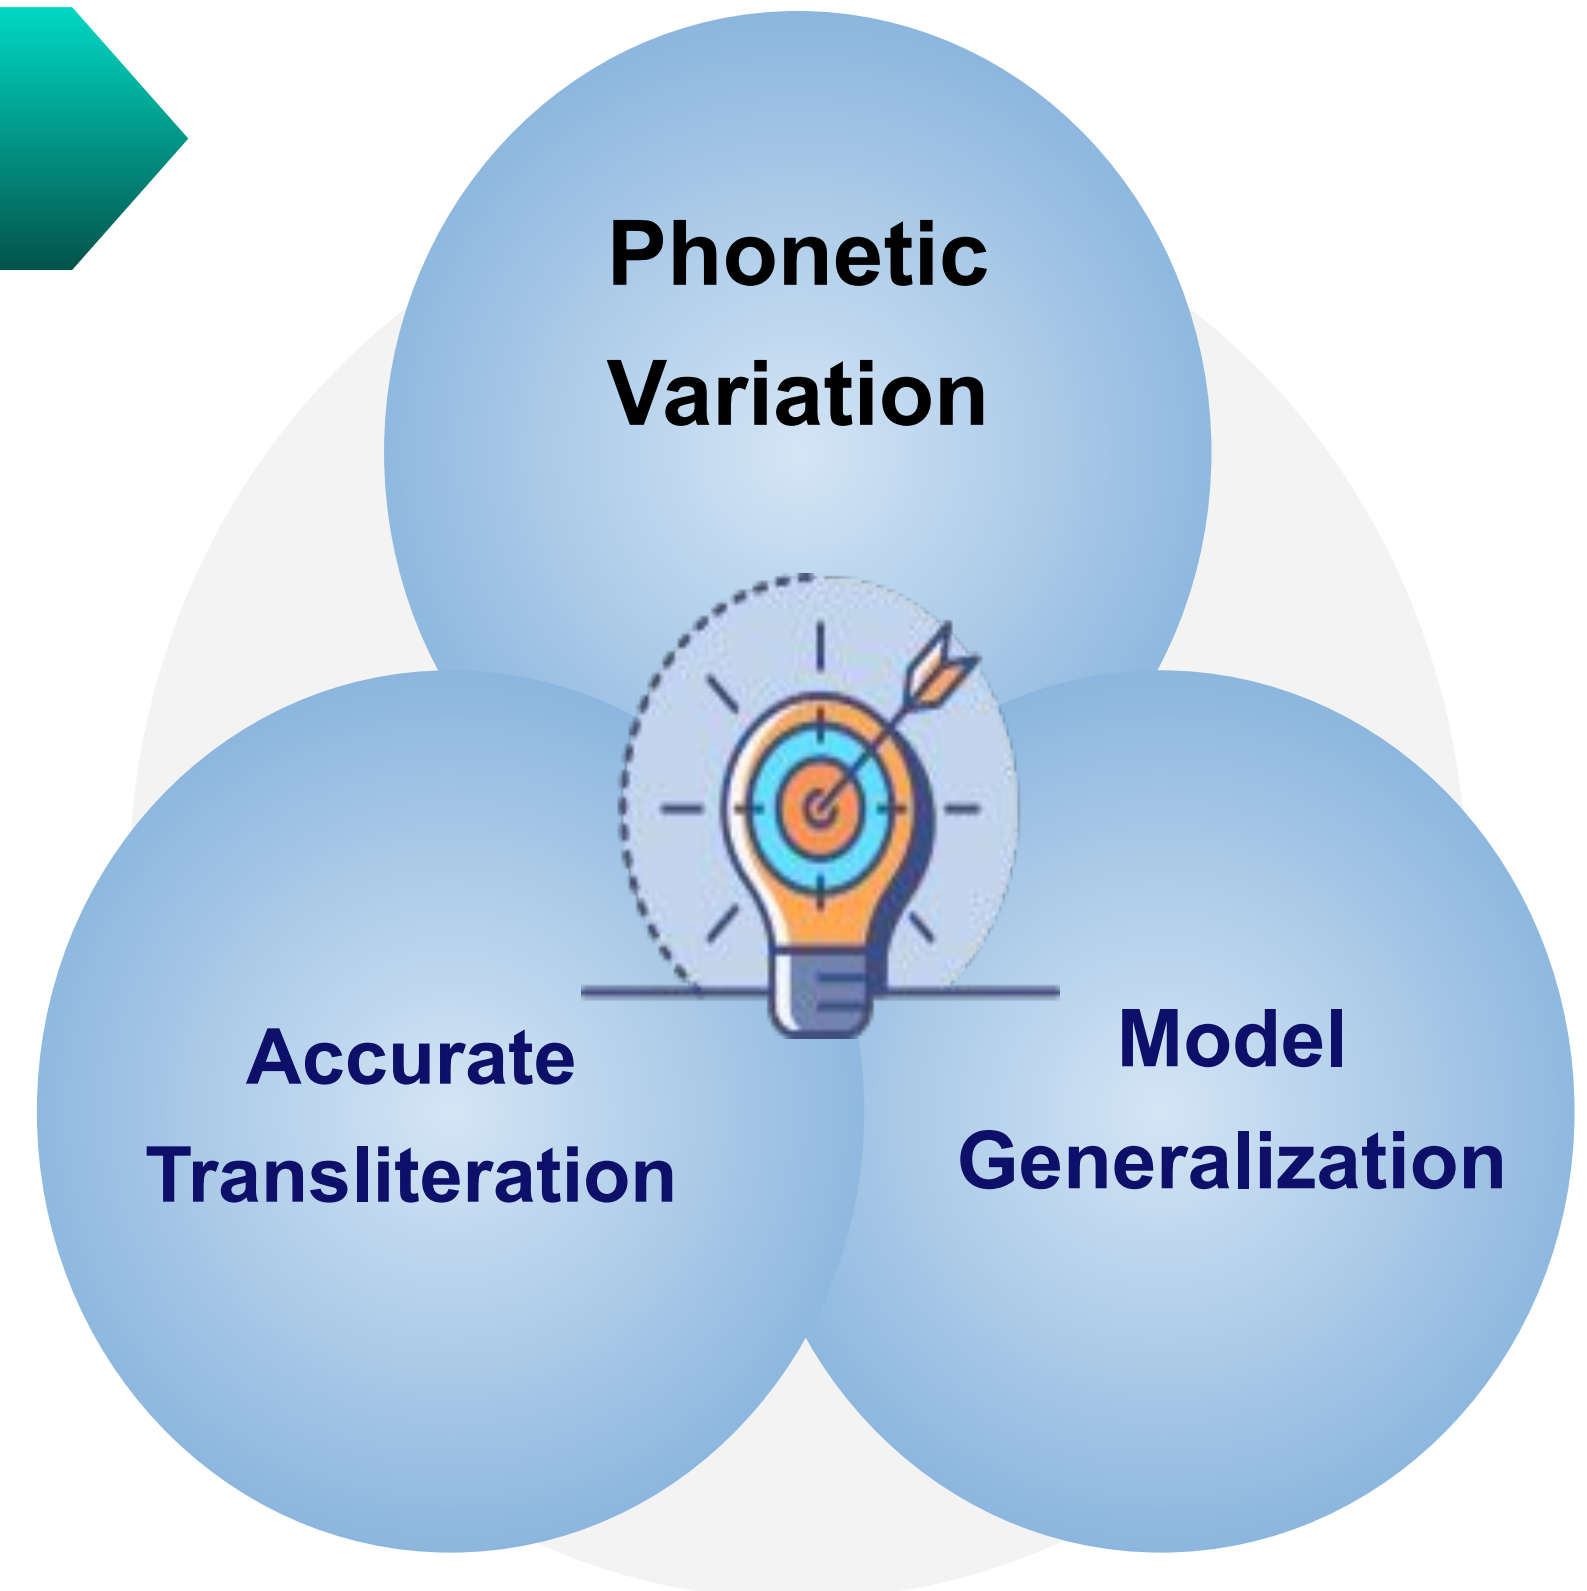 Phonetic
Variation
Accurate
Transliteration
Model
Generalization